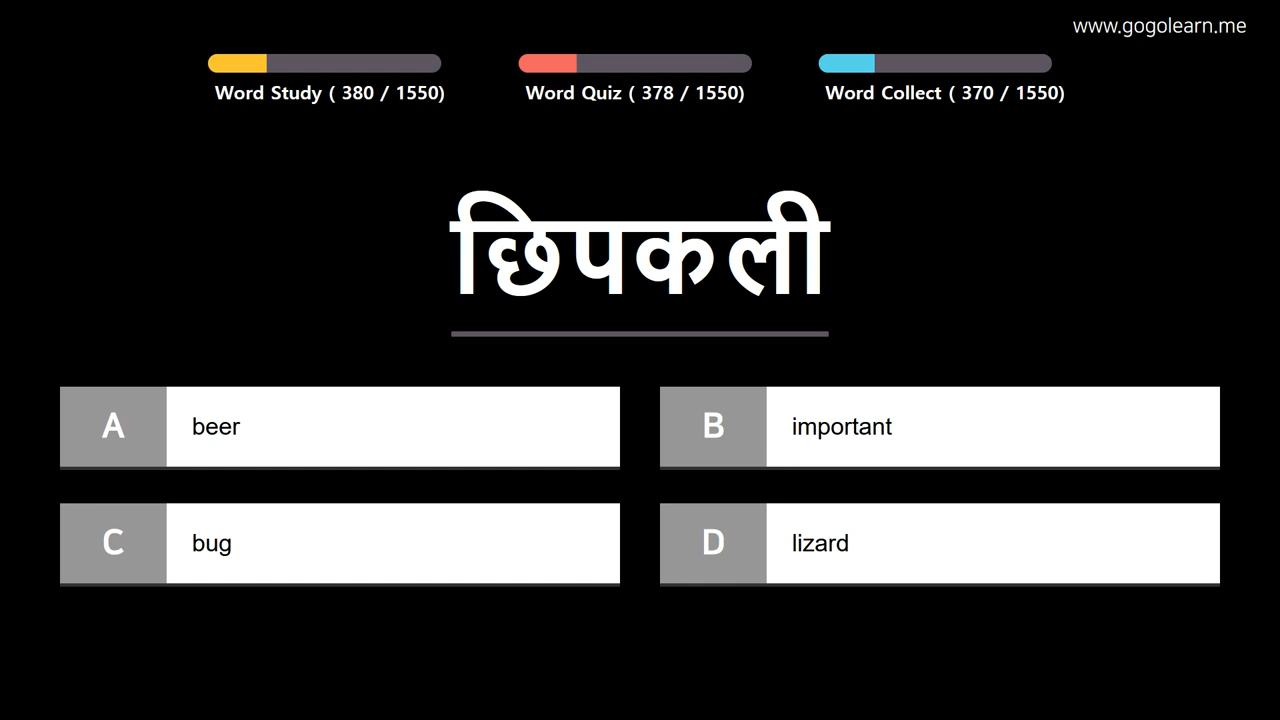 www.gogolearn.me
Word Study ( 380 / 1550)
Word Quiz ( 378 / 1550)
Word Collect ( 370 / 1550)
छिपकली
A
beer
B
important
C
bug
D
lizard